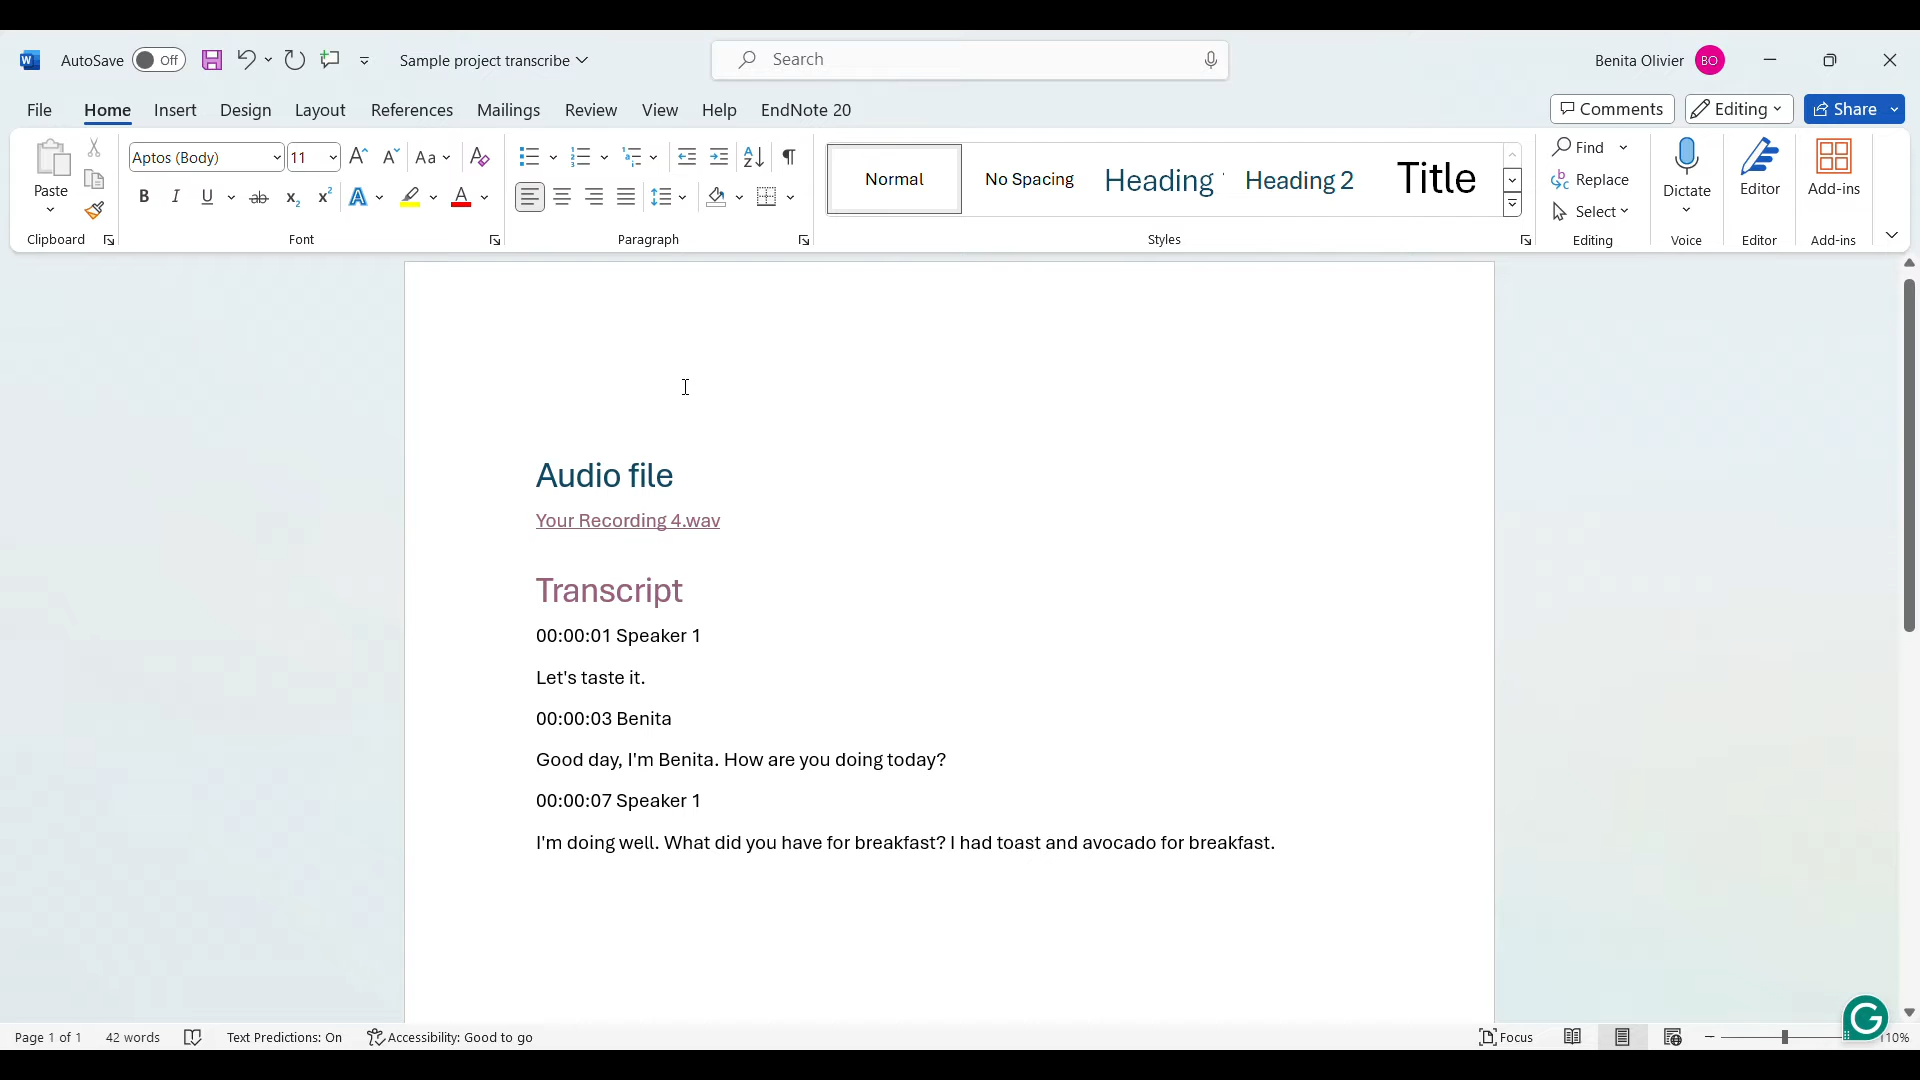 W AutoSave Off Sample project transcribe Search Benita Olivier BO
File Home Insert Design Layout References Mailings Review View Help EndNote 20 Comments Editing Share
Paste Aptos (Body) 11 A A Aa A Normal No Spacing Heading Heading 2 Title Find Replace Select Dictate Editor Add-ins
B I U ab x2 x2 A A
Clipboard Font Paragraph Styles Editing Voice Editor Add-ins
Audio file
Your Recording 4.wav
Transcript
00:00:01 Speaker 1
Let's taste it.
00:00:03 Benita
Good day, I'm Benita. How are you doing today?
00:00:07 Speaker 1
I'm doing well. What did you have for breakfast? I had toast and avocado for breakfast.
Page 1 of 1 42 words Text Predictions: On Accessibility: Good to go Focus 110%